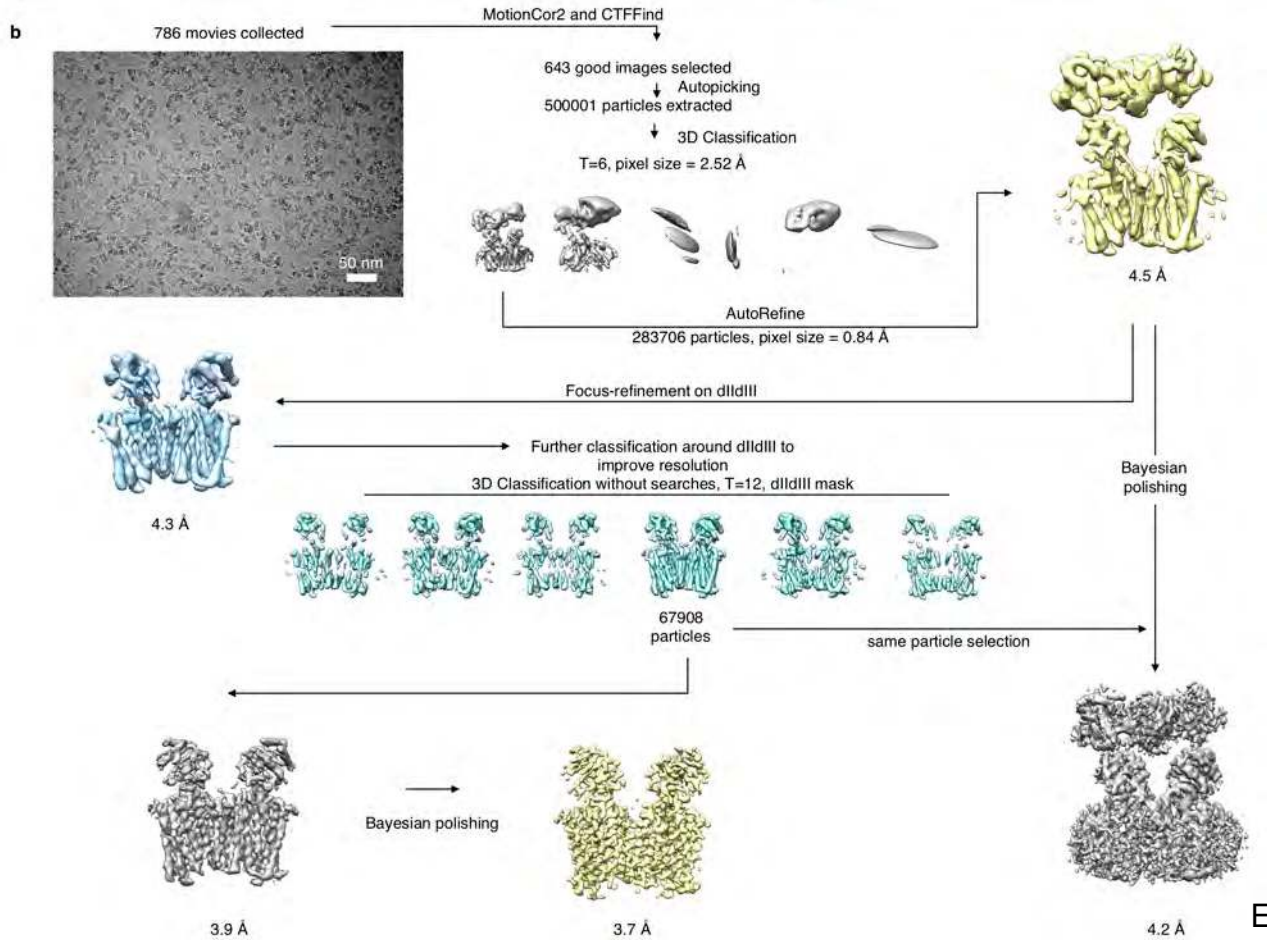 b
786 movies collected
MotionCor2 and CTFFind
50 nm
643 good images selected
Autopicking
500001 particles extracted
3D Classification
T=6, pixel size = 2.52 Å
AutoRefine
283706 particles, pixel size = 0.84 Å
4.5 Å
Focus-refinement on dIIdIII
4.3 Å
Further classification around dIIdIII to
improve resolution
3D Classification without searches, T=12, dIIdIII mask
Bayesian
polishing
67908
particles
same particle selection
3.9 Å
Bayesian polishing
3.7 Å
4.2 Å
E